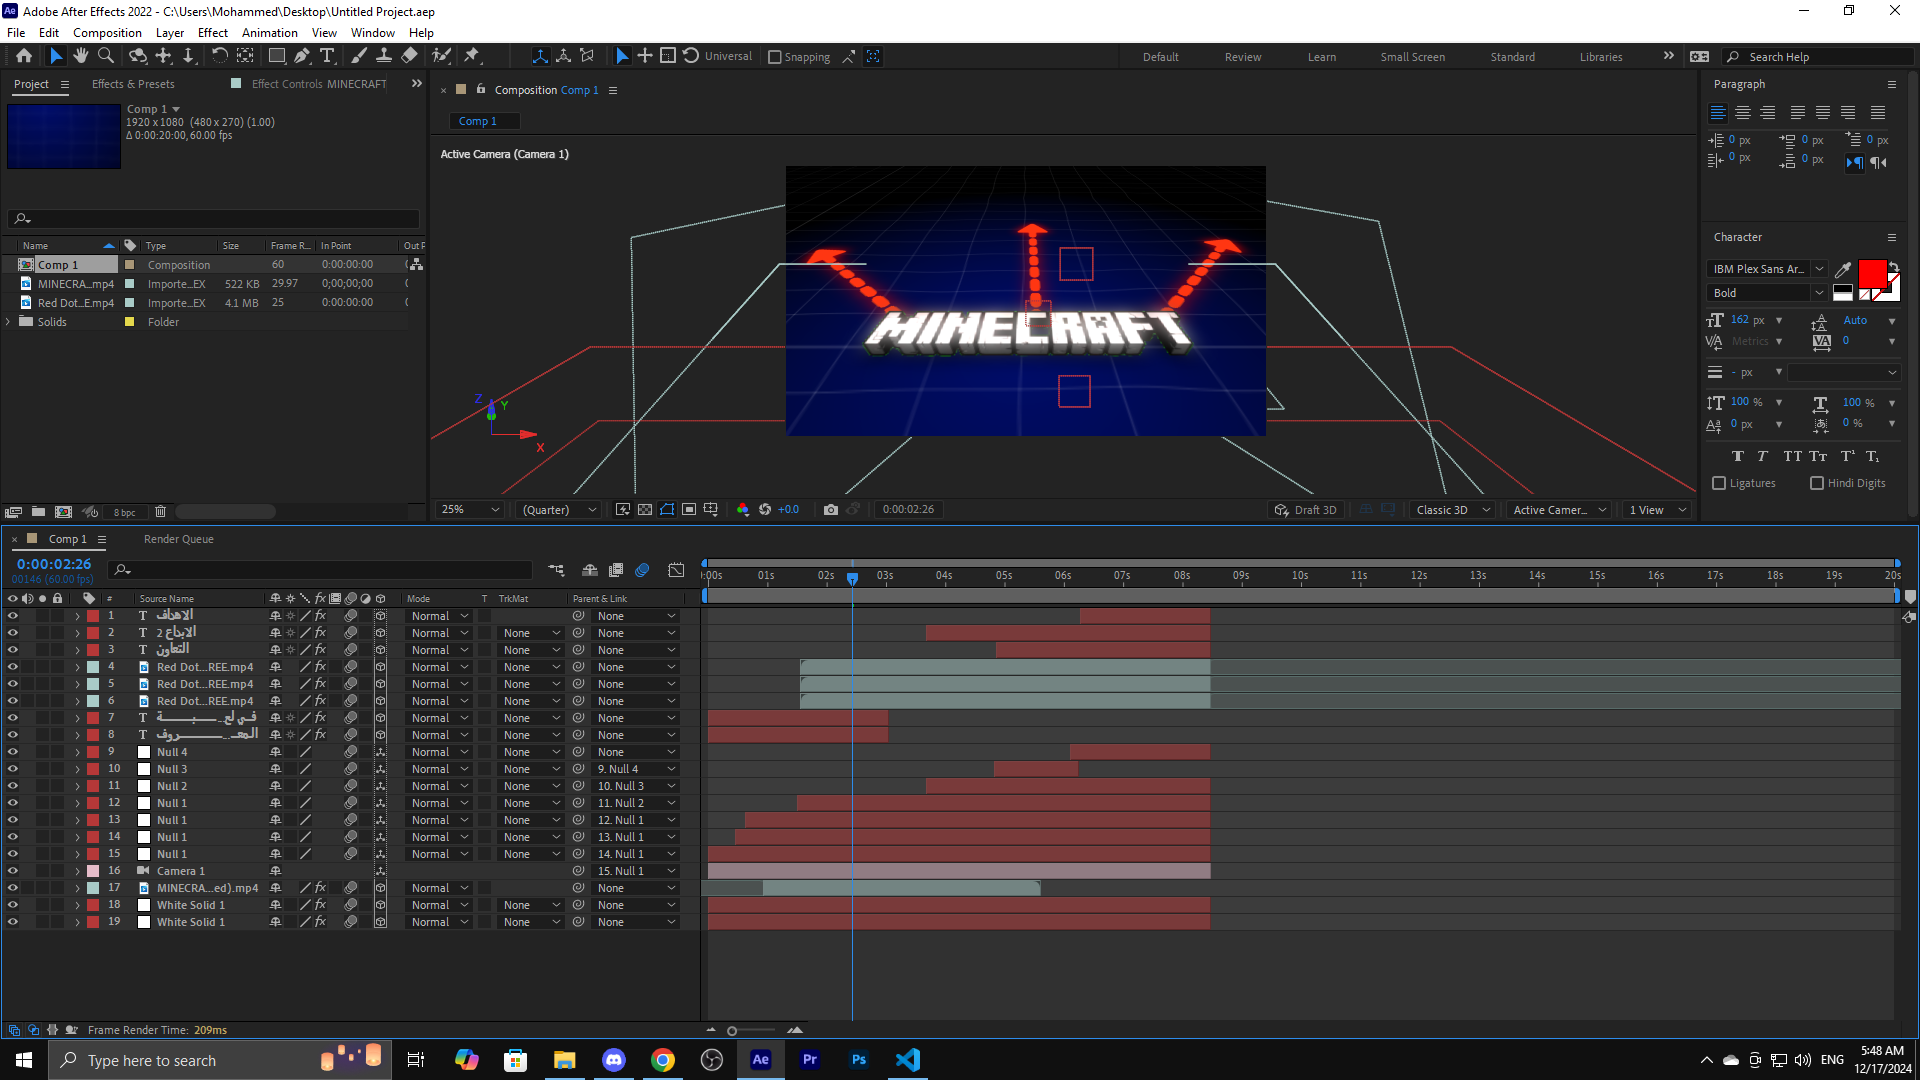 Adobe After Effects 2022 - C:\Users\Mohammed\Desktop\Untitled Project.aep
File Edit Composition Layer Effect Animation View Window Help
Universal Snapping Default Review Learn Small Screen Standard Libraries Search Help
Project Effects & Presets Effect Controls MINECRAFT
Comp 1
1920 x 1080 (480 x 270) (1.00)
Δ 0:00:20:00, 60.00 fps
Name Type Size Frame R... In Point Out P
Comp 1 Composition 60 0:00:00:00
MINECRA...mp4 Importe...EX 522 KB 29.97 0;00;00;00
Red Dot...E.mp4 Importe...EX 4.1 MB 25 0:00:00:00
Solids Folder
8 bpc
Composition Comp 1
Comp 1
Active Camera (Camera 1)
MINECRAFT
Z Y X
25% (Quarter) +0.0 0:00:02:26 Draft 3D Classic 3D Active Camer... 1 View
Paragraph
0 px 0 px 0 px
0 px 0 px
Character
IBM Plex Sans Ar...
Bold
162 px Auto
Metrics 0
- px
100 % 100 %
0 px 0 %
T T TT Tt T¹ T₁
Ligatures Hindi Digits
Comp 1 Render Queue
0:00:02:26
00146 (60.00 fps)
:00s 01s 02s 03s 04s 05s 06s 07s 08s 09s 10s 11s 12s 13s 14s 15s 16s 17s 18s 19s 20s
# Source Name Mode T TrkMat Parent & Link
1 T الاهداف Normal None
2 T الابداع 2 Normal None None
3 T التعاون Normal None None
4 Red Dot...REE.mp4 Normal None None
5 Red Dot...REE.mp4 Normal None None
6 Red Dot...REE.mp4 Normal None None
7 T Normal None None
8 T Normal None None
9 Null 4 Normal None None
10 Null 3 Normal None 9. Null 4
11 Null 2 Normal None 10. Null 3
12 Null 1 Normal None 11. Null 2
13 Null 1 Normal None 12. Null 1
14 Null 1 Normal None 13. Null 1
15 Null 1 Normal None 14. Null 1
16 Camera 1 15. Null 1
17 MINECRA...ed).mp4 Normal None
18 White Solid 1 Normal None None
19 White Solid 1 Normal None None
Frame Render Time: 209ms
Type here to search
Ae Pr Ps
ENG
5:48 AM
12/17/2024